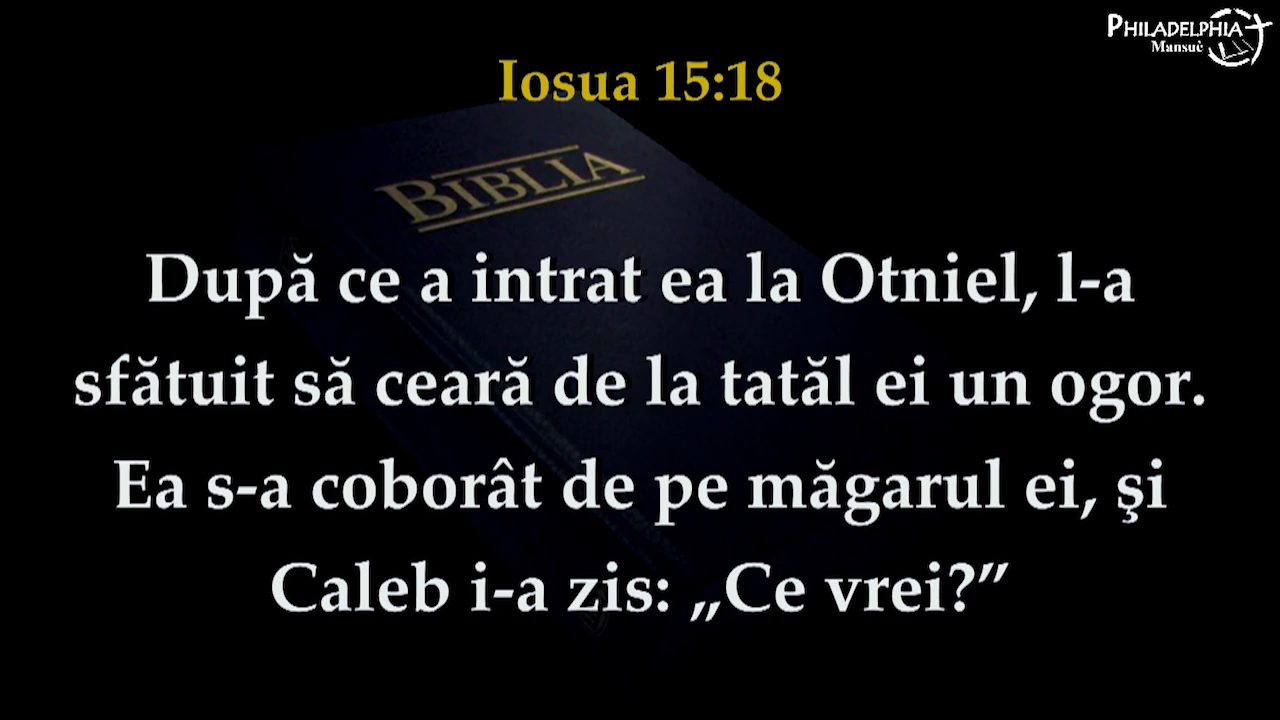 PHILADELPHIA
Mansuè
Iosua 15:18
BIBLIA
După ce a intrat ea la Otniel, l-a
sfătuit să ceară de la tatăl ei un ogor.
Ea s-a coborât de pe măgarul ei, şi
Caleb i-a zis: „Ce vrei?”